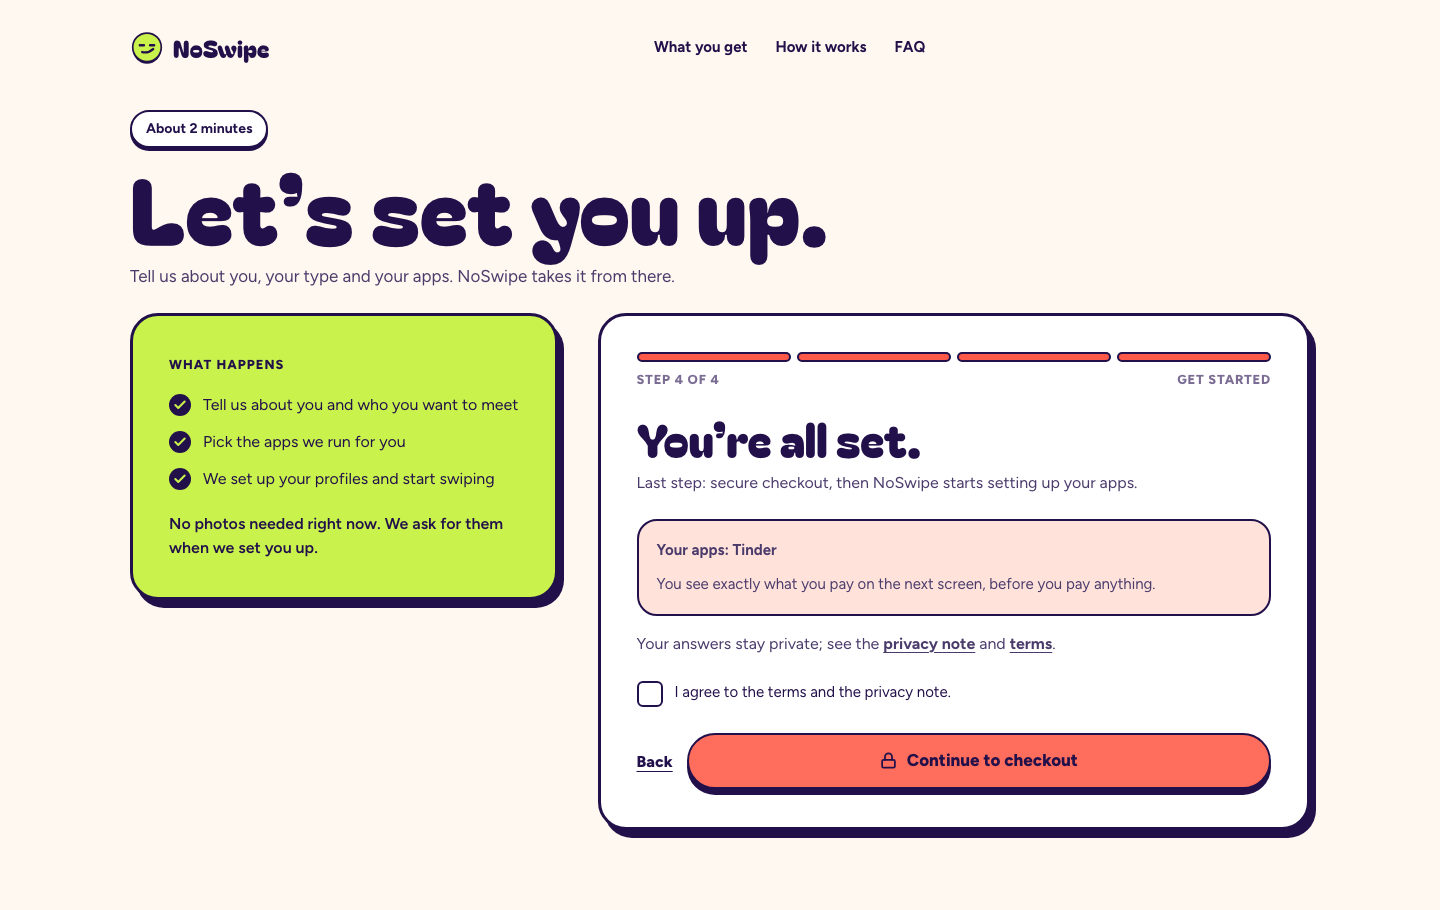 NoSwipe
What you get
How it works
FAQ
About 2 minutes
Let’s set you up.
Tell us about you, your type and your apps. NoSwipe takes it from there.
WHAT HAPPENS
Tell us about you and who you want to meet
Pick the apps we run for you
We set up your profiles and start swiping
No photos needed right now. We ask for them
when we set you up.
STEP 4 OF 4
GET STARTED
You’re all set.
Last step: secure checkout, then NoSwipe starts setting up your apps.
Your apps: Tinder
You see exactly what you pay on the next screen, before you pay anything.
Your answers stay private; see the privacy note and terms.
I agree to the terms and the privacy note.
Back
Continue to checkout